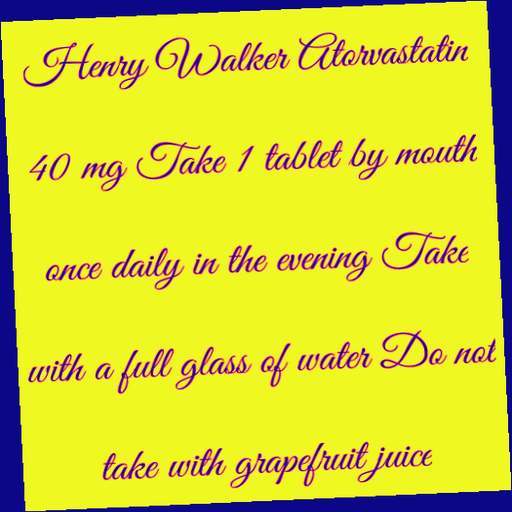 Henry Walker Atorvastatin
40 mg Take 1 tablet by mouth
once daily in the evening Take
with a full glass of water Do not
take with grapefruit juice